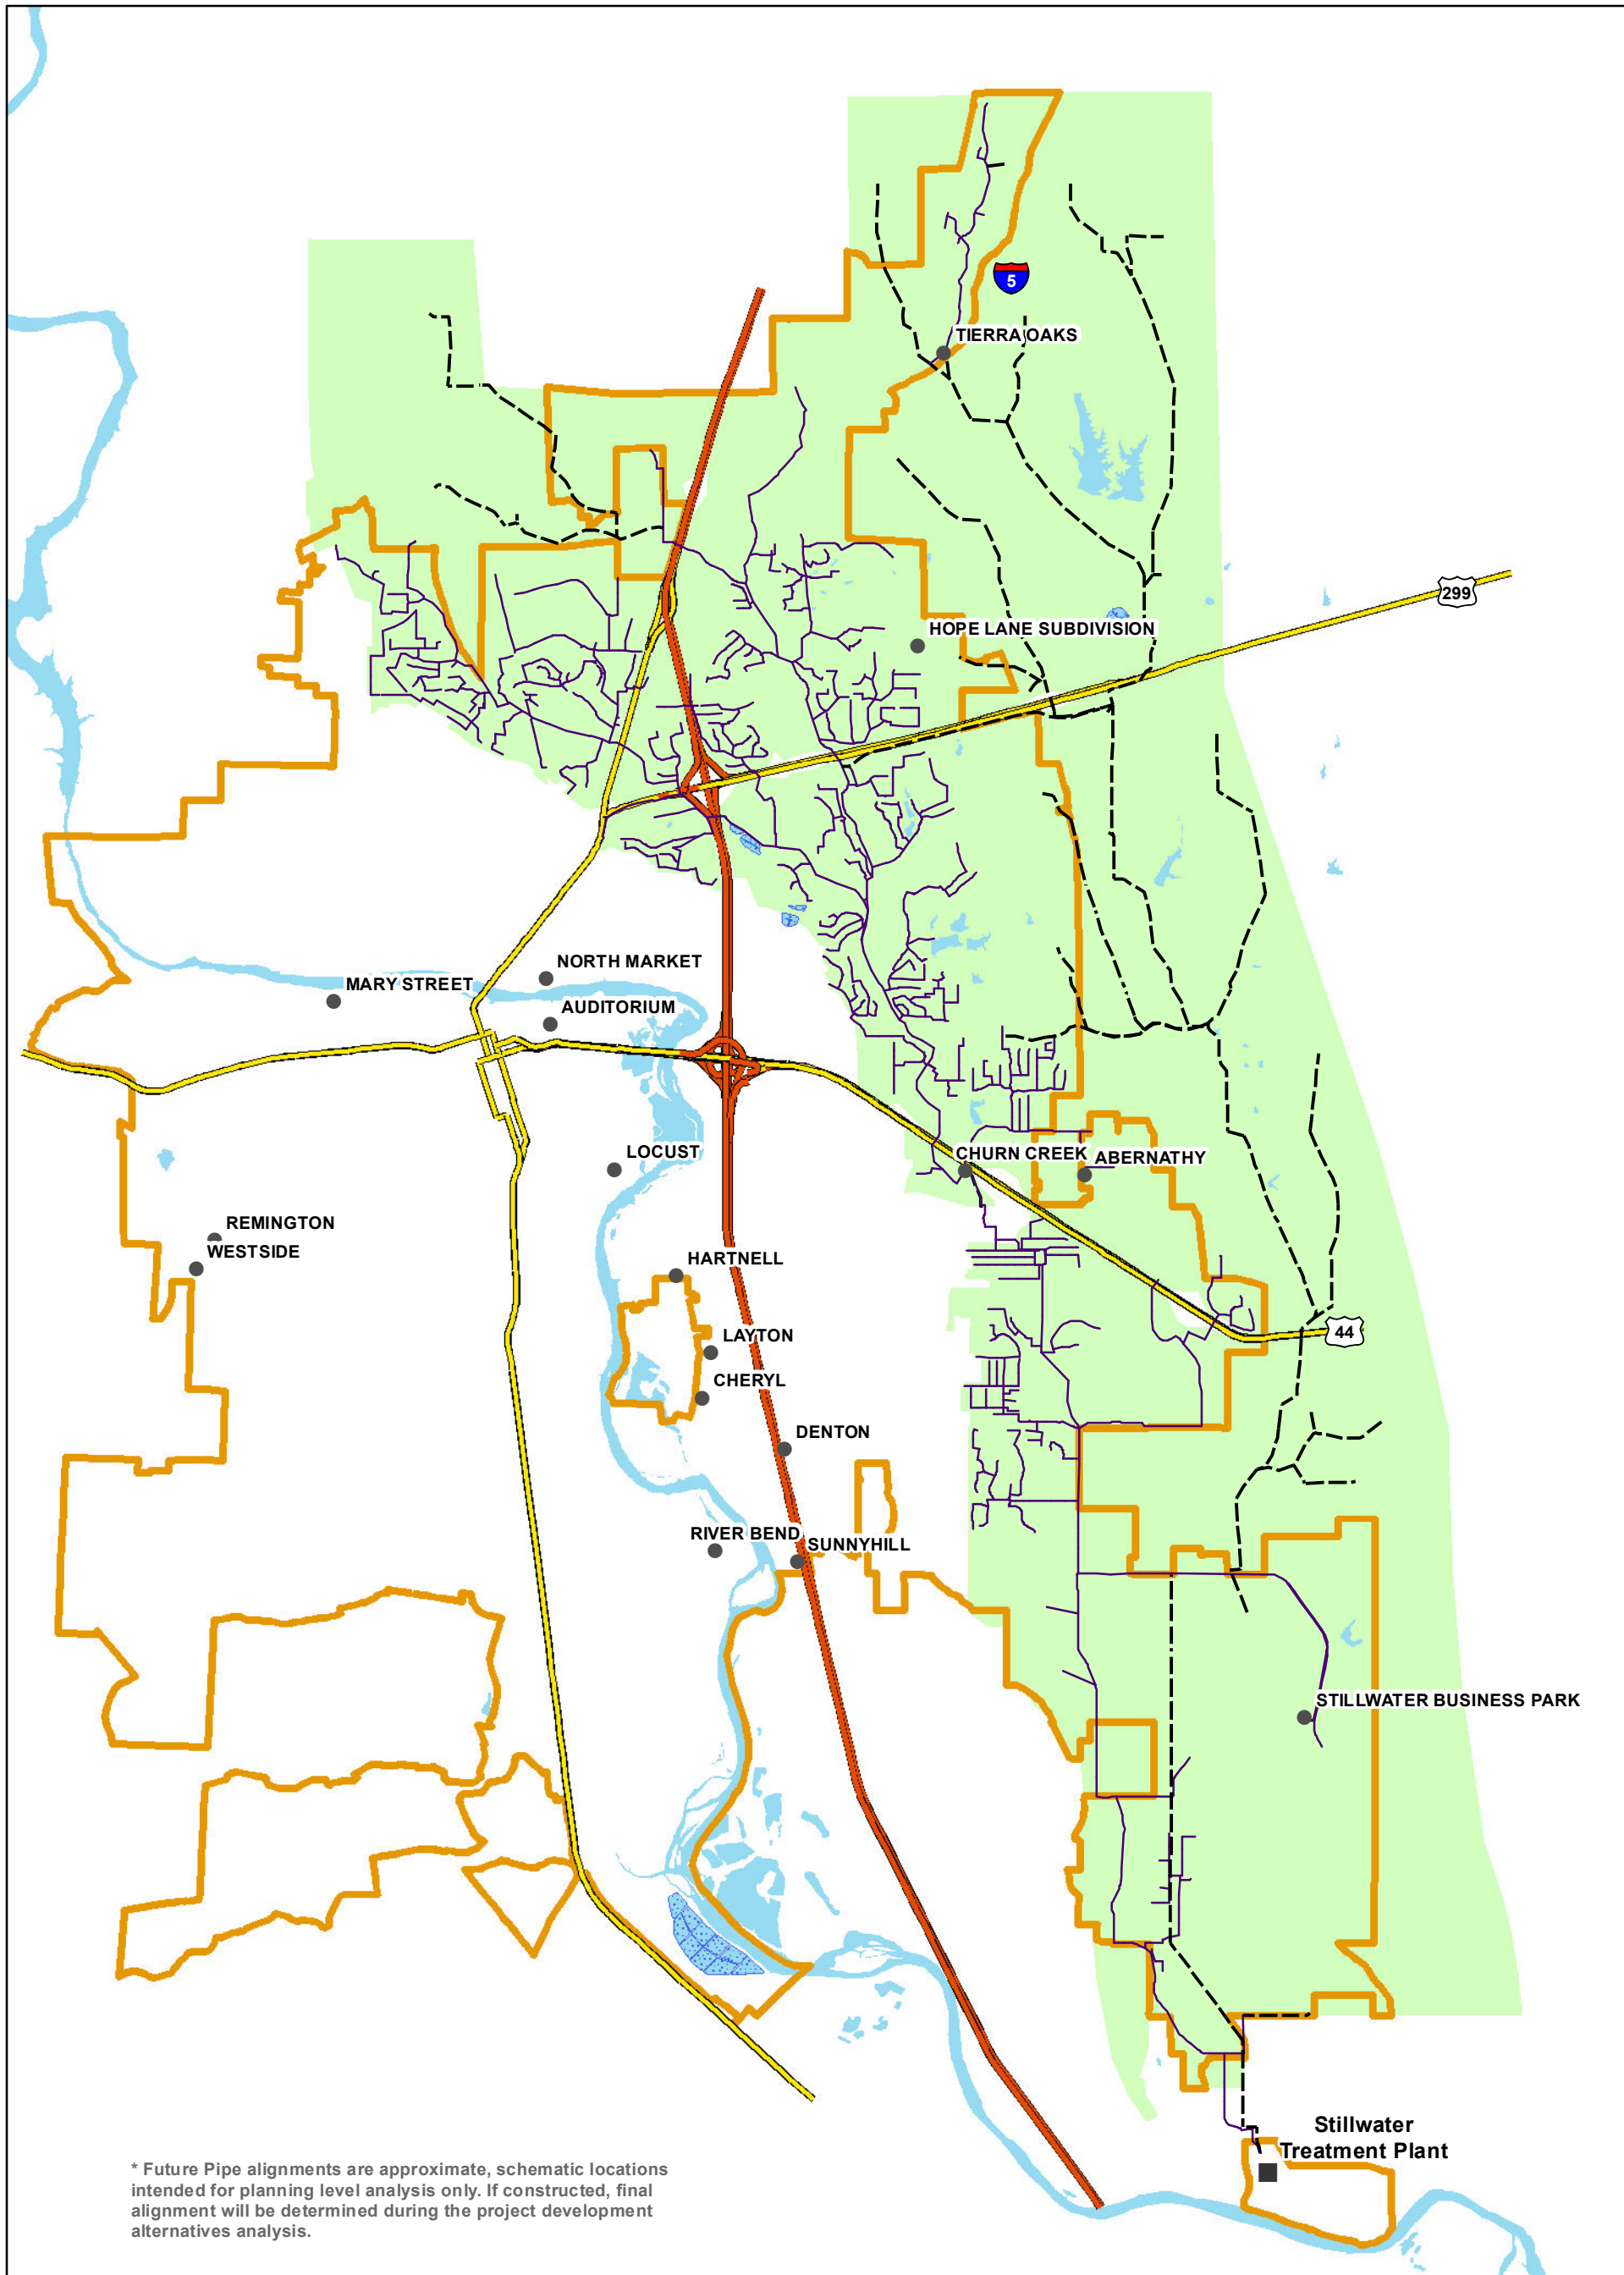 5
TIERRA OAKS
299
HOPE LANE SUBDIVISION
NORTH MARKET
MARY STREET
AUDITORIUM
LOCUST
CHURN CREEK
ABERNATHY
REMINGTON
WESTSIDE
HARTNELL
44
LAYTON
CHERYL
DENTON
RIVER BEND
SUNNYHILL
STILLWATER BUSINESS PARK
Stillwater
Treatment Plant
* Future Pipe alignments are approximate, schematic locations
intended for planning level analysis only. If constructed, final
alignment will be determined during the project development
alternatives analysis.